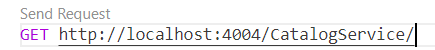 Send Request
GET http://localhost:4004/CatalogService/